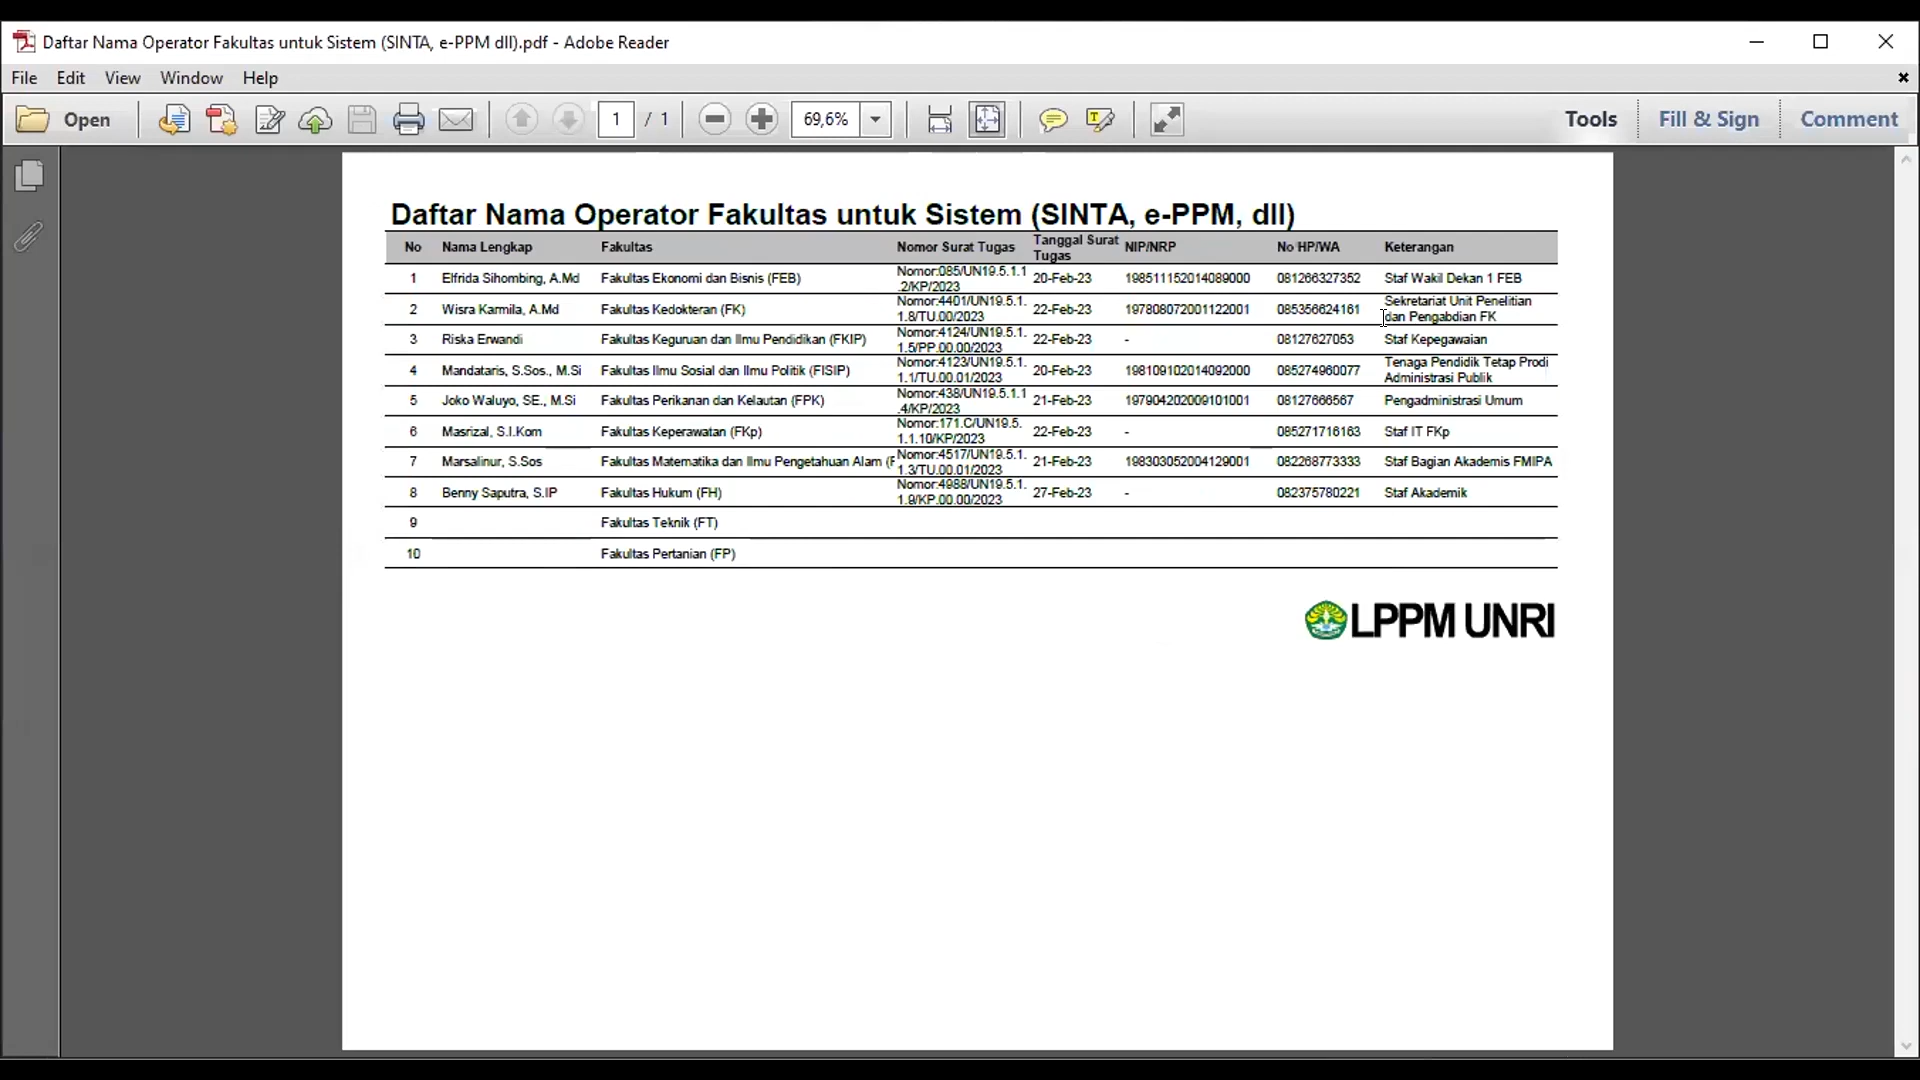 Daftar Nama Operator Fakultas untuk Sistem (SINTA, e-PPM dll).pdf - Adobe Reader
File Edit View Window Help
Open 1 / 1 69,6% Tools Fill & Sign Comment
Daftar Nama Operator Fakultas untuk Sistem (SINTA, e-PPM, dll)
No Nama Lengkap Fakultas Nomor Surat Tugas Tanggal Surat Tugas NIP/NRP No HP/WA Keterangan
1 Elfrida Sihombing, A.Md Fakultas Ekonomi dan Bisnis (FEB) Nomor:085/UN19.5.1.1.2/KP/2023 20-Feb-23 198511152014089000 081266327352 Staf Wakil Dekan 1 FEB
2 Wisra Karmila, A.Md Fakultas Kedokteran (FK) Nomor:4401/UN19.5.1.1.8/TU.00/2023 22-Feb-23 197808072001122001 085356624161 Sekretariat Unit Penelitian dan Pengabdian FK
3 Riska Erwandi Fakultas Keguruan dan Ilmu Pendidikan (FKIP) Nomor:4124/UN19.5.1.1.5/PP.00.00/2023 22-Feb-23 - 08127627053 Staf Kepegawaian
4 Mandataris, S.Sos., M.Si Fakultas Ilmu Sosial dan Ilmu Politik (FISIP) Nomor:4123/UN19.5.1.1.1/TU.00.01/2023 20-Feb-23 198109102014092000 085274960077 Tenaga Pendidik Tetap Prodi Administrasi Publik
5 Joko Waluyo, SE., M.Si Fakultas Perikanan dan Kelautan (FPK) Nomor:438/UN19.5.1.1.4/KP/2023 21-Feb-23 197904202009101001 08127666567 Pengadministrasi Umum
6 Masrizal, S.I.Kom Fakultas Keperawatan (FKp) Nomor:171.C/UN19.5.1.1.10/KP/2023 22-Feb-23 - 085271716163 Staf IT FKp
7 Marsalinur, S.Sos Fakultas Matematika dan Ilmu Pengetahuan Alam (F Nomor:4517/UN19.5.1.1.3/TU.00.01/2023 21-Feb-23 198303052004129001 082268773333 Staf Bagian Akademis FMIPA
8 Benny Saputra, S.IP Fakultas Hukum (FH) Nomor:4988/UN19.5.1.1.9/KP.00.00/2023 27-Feb-23 - 082375780221 Staf Akademik
9 Fakultas Teknik (FT)
10 Fakultas Pertanian (FP)
LPPM UNRI